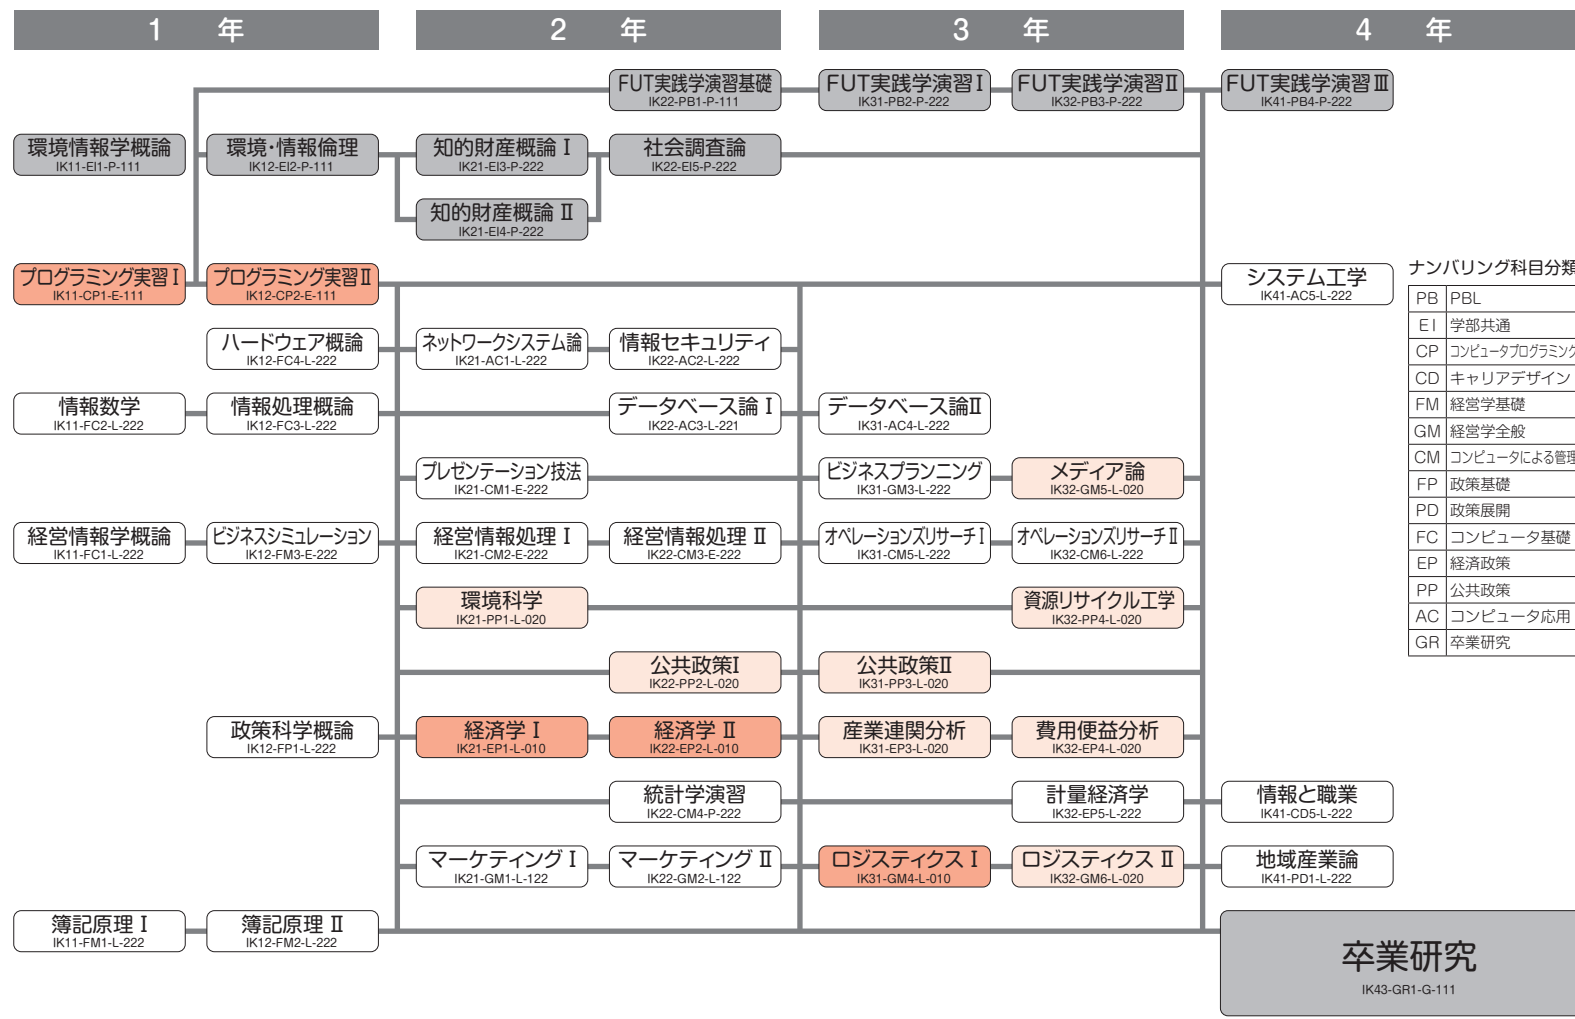 1 年
2 年
3 年
4 年
FUT実践学演習基礎
IK22-PB1-P-111
FUT実践学演習Ⅰ
IK31-PB2-P-222
FUT実践学演習Ⅱ
IK32-PB3-P-222
FUT実践学演習Ⅲ
IK41-PB4-P-222
環境情報学概論
IK11-EI1-P-111
環境・情報倫理
IK12-EI2-P-111
知的財産概論 Ⅰ
IK21-EI3-P-222
社会調査論
IK22-EI5-P-222
知的財産概論 Ⅱ
IK21-EI4-P-222
プログラミング実習Ⅰ
IK11-CP1-E-111
プログラミング実習Ⅱ
IK12-CP2-E-111
システム工学
IK41-AC5-L-222
ハードウェア概論
IK12-FC4-L-222
ネットワークシステム論
IK21-AC1-L-222
情報セキュリティ
IK22-AC2-L-222
情報数学
IK11-FC2-L-222
情報処理概論
IK12-FC3-L-222
データベース論 Ⅰ
IK22-AC3-L-221
データベース論Ⅱ
IK31-AC4-L-222
プレゼンテーション技法
IK21-CM1-E-222
ビジネスプランニング
IK31-GM3-L-222
メディア論
IK32-GM5-L-020
経営情報学概論
IK11-FC1-L-222
ビジネスシミュレーション
IK12-FM3-E-222
経営情報処理 Ⅰ
IK21-CM2-E-222
経営情報処理 Ⅱ
IK22-CM3-E-222
オペレーションズリサーチⅠ
IK31-CM5-L-222
オペレーションズリサーチⅡ
IK32-CM6-L-222
環境科学
IK21-PP1-L-020
資源リサイクル工学
IK32-PP4-L-020
公共政策Ⅰ
IK22-PP2-L-020
公共政策Ⅱ
IK31-PP3-L-020
政策科学概論
IK12-FP1-L-222
経済学 Ⅰ
IK21-EP1-L-010
経済学 Ⅱ
IK22-EP2-L-010
産業連関分析
IK31-EP3-L-020
費用便益分析
IK32-EP4-L-020
統計学演習
IK22-CM4-P-222
計量経済学
IK32-EP5-L-222
情報と職業
IK41-CD5-L-222
マーケティング Ⅰ
IK21-GM1-L-122
マーケティング Ⅱ
IK22-GM2-L-122
ロジスティクス Ⅰ
IK31-GM4-L-010
ロジスティクス Ⅱ
IK32-GM6-L-020
地域産業論
IK41-PD1-L-222
簿記原理 Ⅰ
IK11-FM1-L-222
簿記原理 Ⅱ
IK12-FM2-L-222
卒業研究
IK43-GR1-G-111
ナンバリング科目分類
PB PBL
EI 学部共通
CP コンピュータプログラミング
CD キャリアデザイン
FM 経営学基礎
GM 経営学全般
CM コンピュータによる管理
FP 政策基礎
PD 政策展開
FC コンピュータ基礎
EP 経済政策
PP 公共政策
AC コンピュータ応用
GR 卒業研究